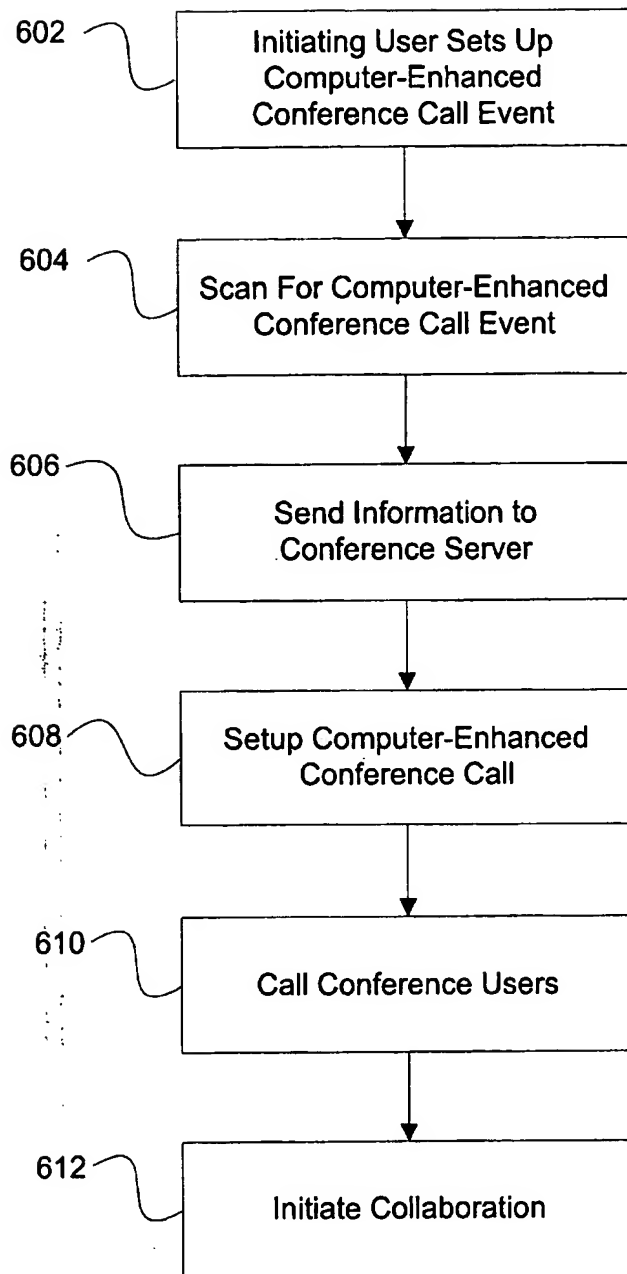 602
Initiating User Sets Up
Computer-Enhanced
Conference Call Event
604
Scan For Computer-Enhanced
Conference Call Event
606
Send Information to
Conference Server
608
Setup Computer-Enhanced
Conference Call
610
Call Conference Users
612
Initiate Collaboration